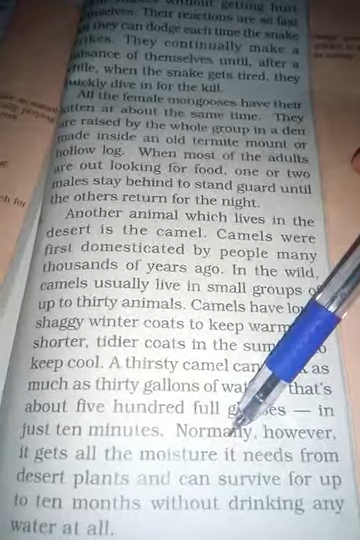 without getting hurt
themselves. Their reactions are so fast
they can dodge each time the snake
strikes. They continually make a
nuisance of themselves until, after a
while, when the snake gets tired, they
quickly dive in for the kill.
All the female mongooses have their
kitten at about the same time. They
are raised by the whole group in a den
made inside an old termite mount or
hollow log. When most of the adults
are out looking for food, one or two
males stay behind to stand guard until
the others return for the night.
Another animal which lives in the
desert is the camel. Camels were
first domesticated by people many
thousands of years ago. In the wild,
camels usually live in small groups of
up to thirty animals. Camels have
shaggy winter coats to keep warm
shorter, tidier coats in the
keep cool. A thirsty camel can as
much as thirty gallons of that's
about five hundred full — in
just ten minutes. Normally, however,
it gets all the moisture it needs from
desert plants and can survive for up
to ten months without drinking any
water at all.